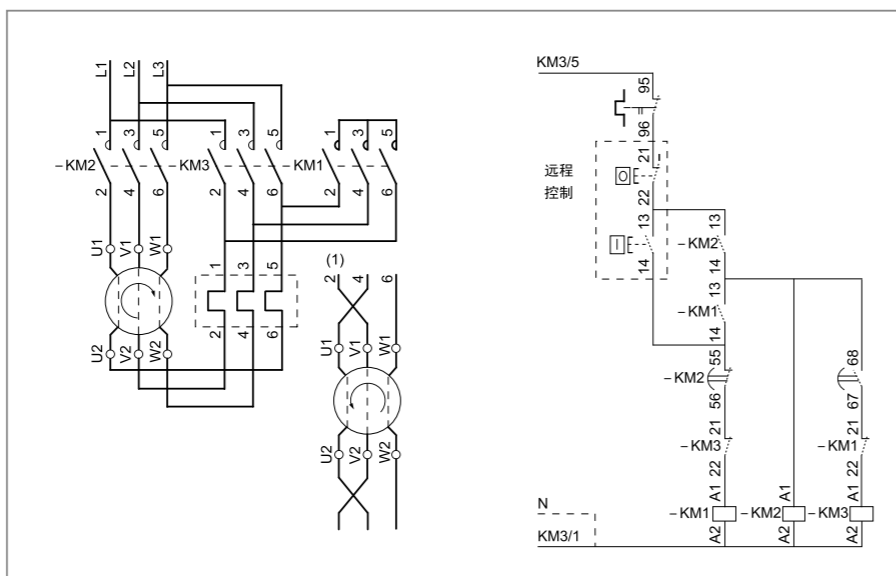 L1 L2 L3
1 3 5 1 3 5 1 3 5
-KM2 -KM3 -KM1
2 4 6 2 4 6 2 4 6
U1 V1 W1
1 3 5
(1)
2 4 6
2 4 6
U2 V2 W2
U1 V1 W1
U2 V2 W2
KM3/5
95
96
远程
控制
21
O
22
13
I
14
13
-KM2
14
13
-KM1
14
55
-KM2
56
68
67
21
-KM3
22
21
-KM1
22
A1 A1 A1
-KM1 -KM2 -KM3
A2 A2 A2
N
KM3/1